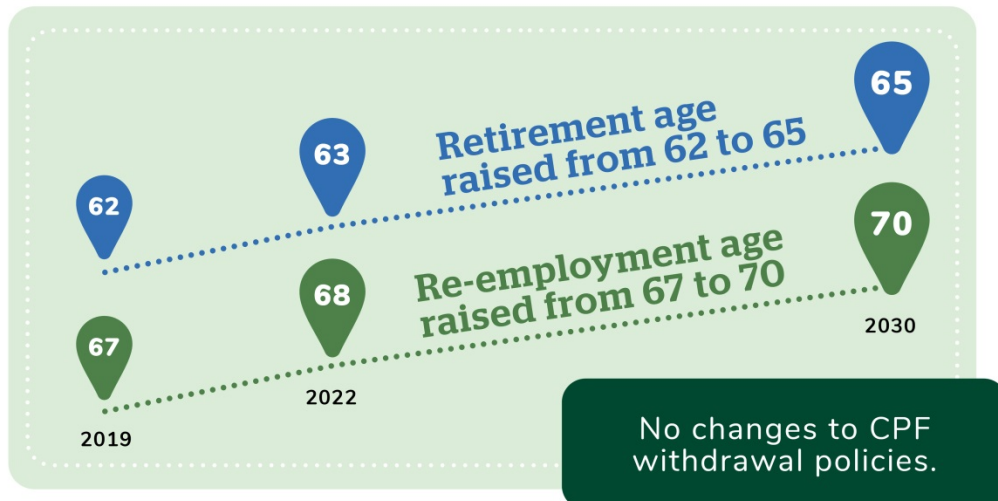 65
63
Retirement age
raised from 62 to 65
62
70
68
Re-employment age
raised from 67 to 70
67
2030
2022
2019
No changes to CPF
withdrawal policies.